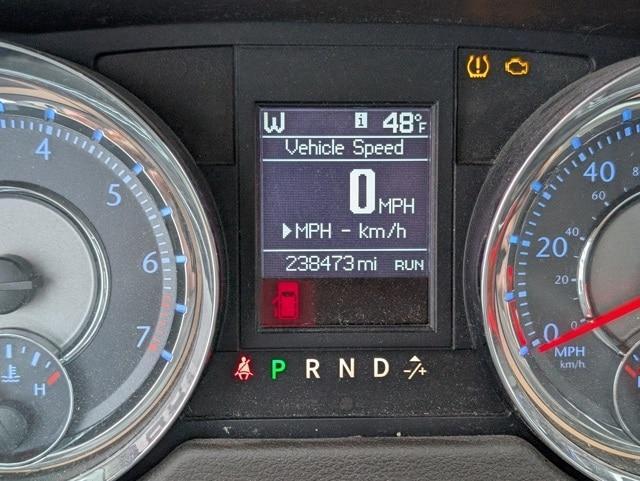 W i 48°F
Vehicle Speed
0 MPH
MPH - km/h
238473 mi RUN
P R N D -/+
4
5
6
7
H
40
60
20
40
20
0
0
MPH
km/h